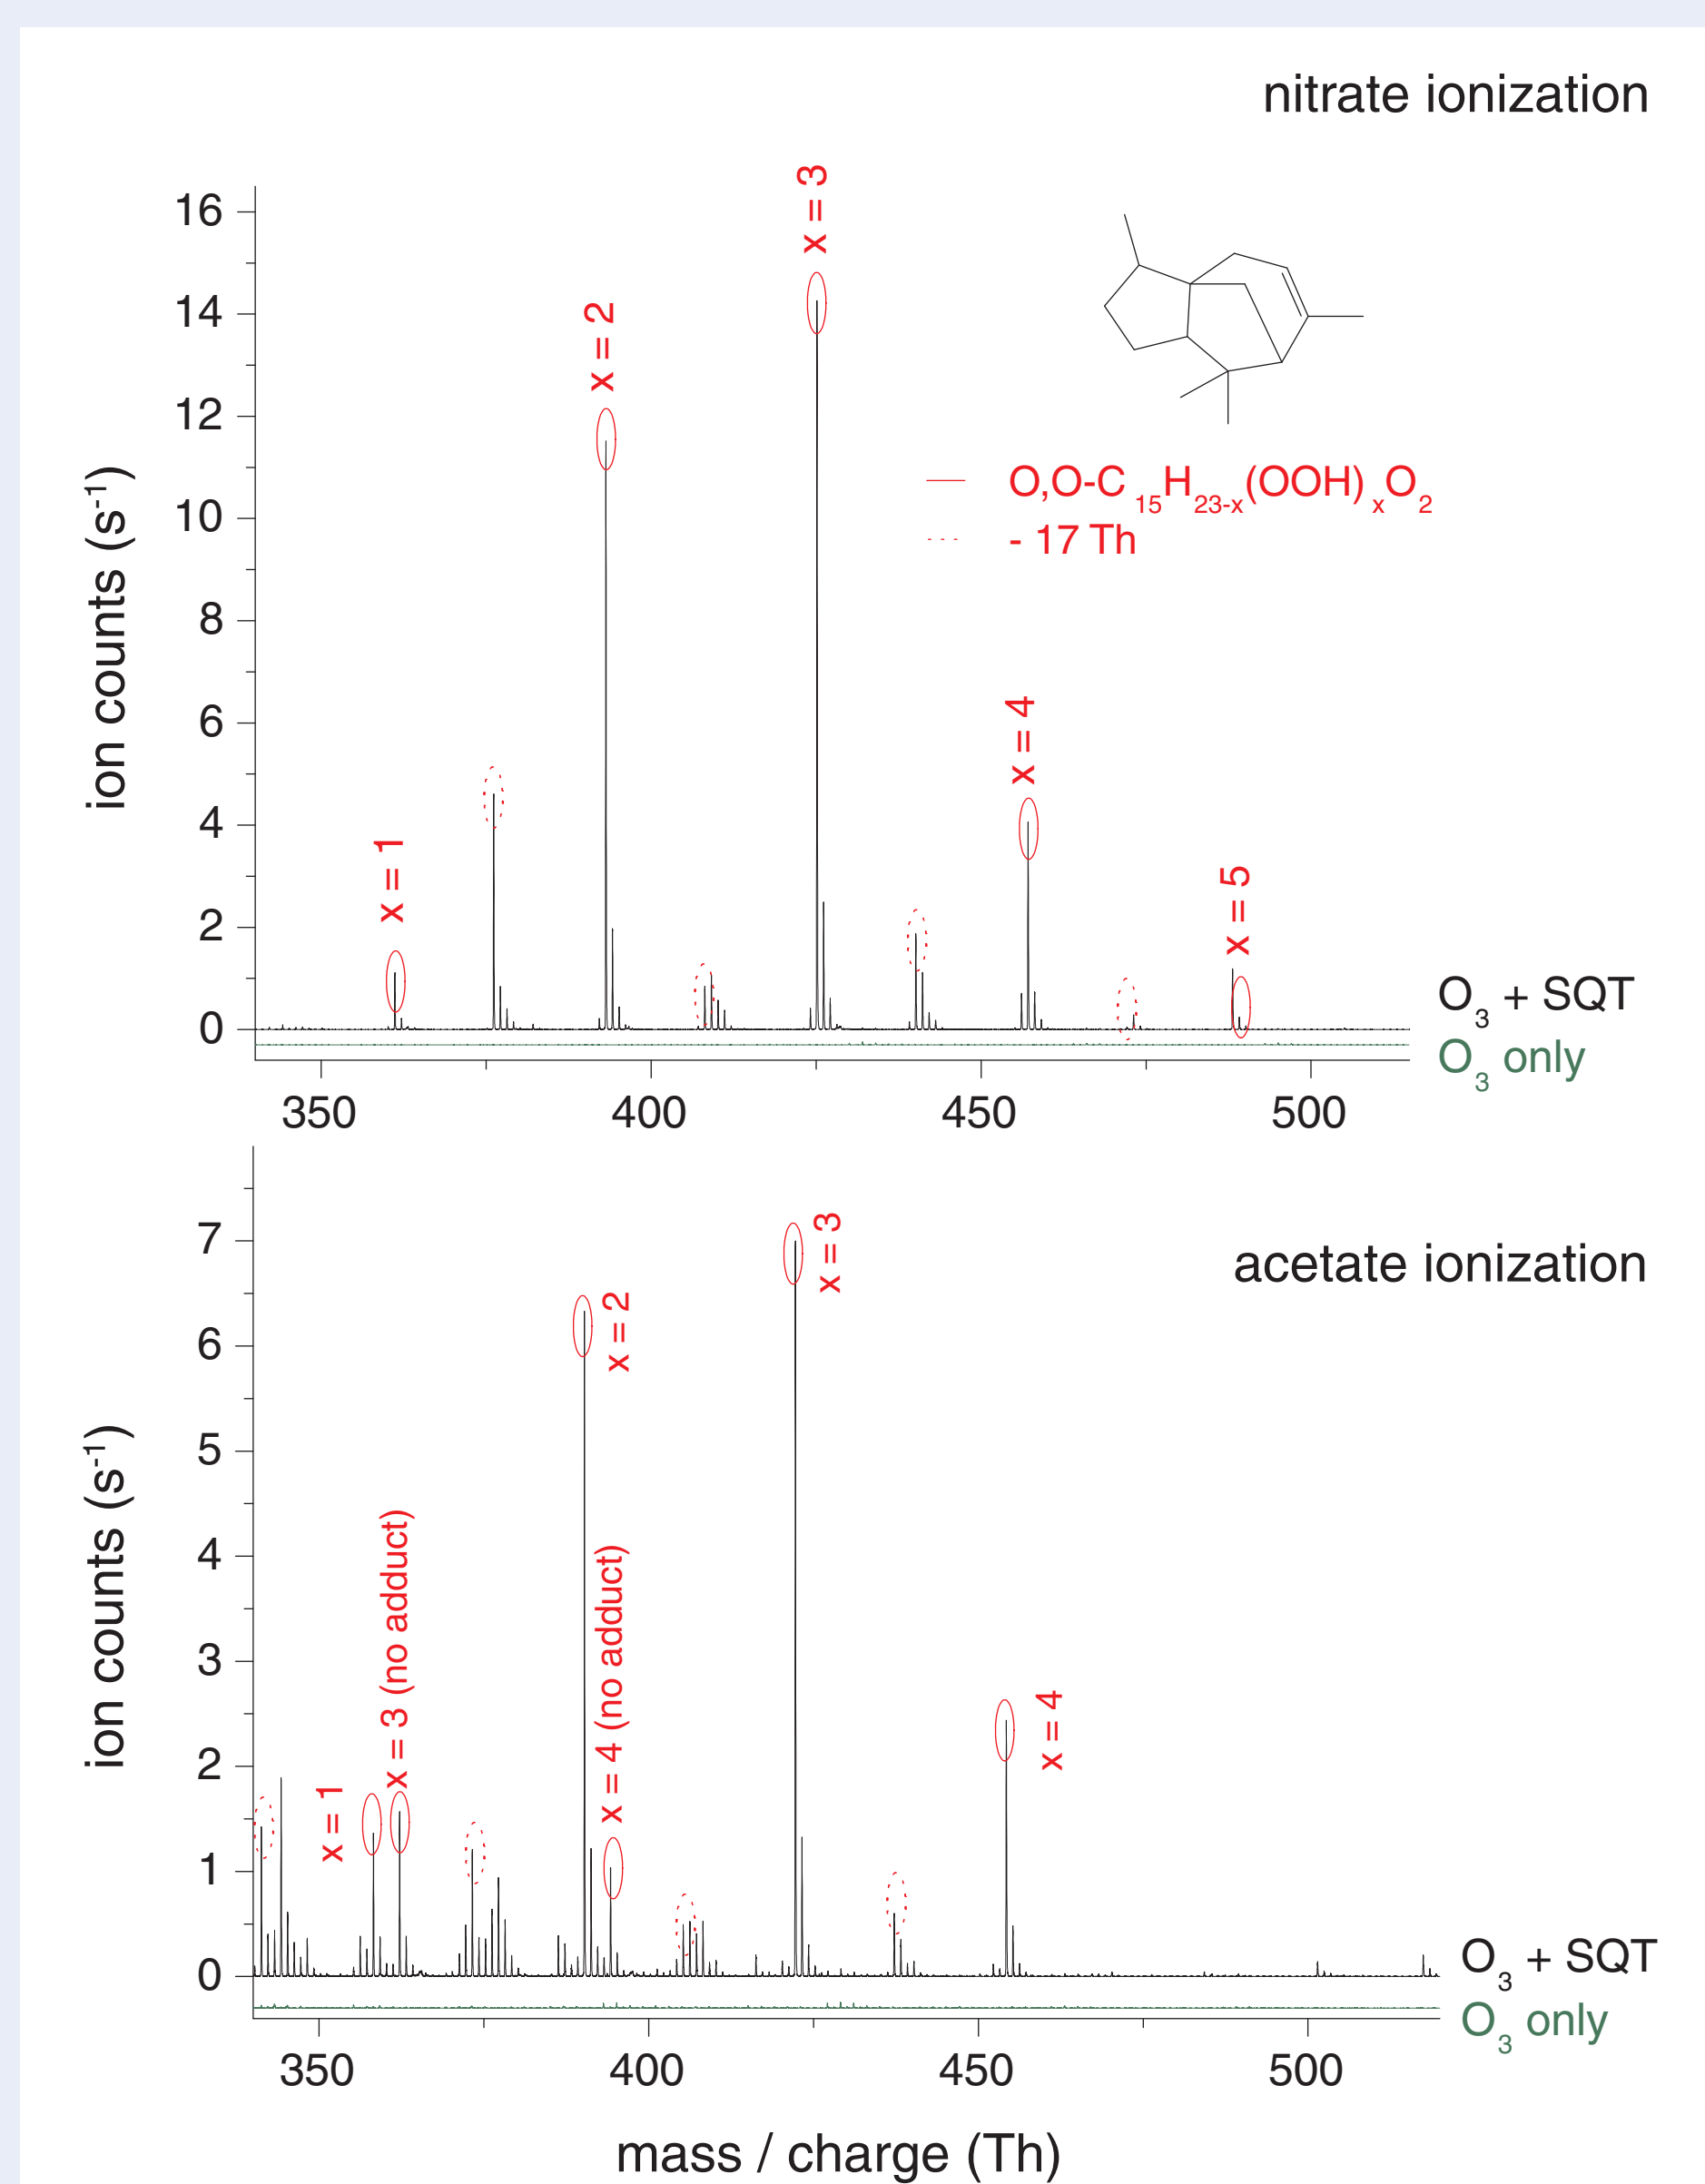 nitrate ionization
16
14
12
10
8
6
4
2
0
ion counts (s-1)
x = 1
x = 2
x = 3
x = 4
x = 5
O,O-C15H23-x(OOH)xO2
- 17 Th
O3 + SQT
O3 only
350 400 450 500
acetate ionization
7
6
5
4
3
2
1
0
ion counts (s-1)
x = 1
x = 3 (no adduct)
x = 2
x = 4 (no adduct)
x = 3
x = 4
O3 + SQT
O3 only
350 400 450 500
mass / charge (Th)